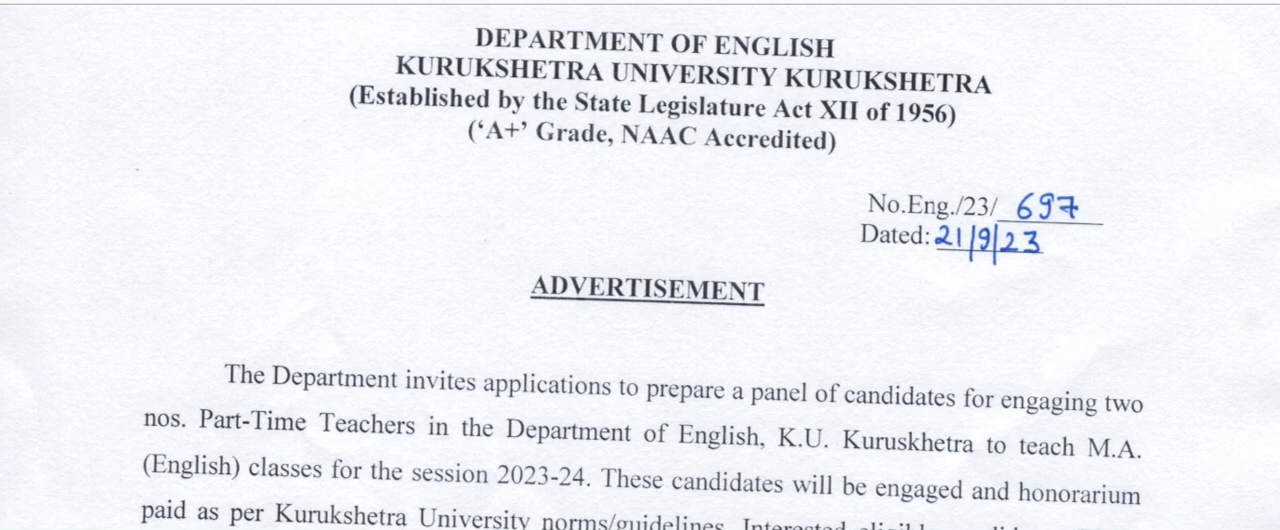 DEPARTMENT OF ENGLISH
KURUKSHETRA UNIVERSITY KURUKSHETRA
(Established by the State Legislature Act XII of 1956)
(‘A+’ Grade, NAAC Accredited)
No.Eng./23/ 697
Dated: 21/9/23
ADVERTISEMENT
The Department invites applications to prepare a panel of candidates for engaging two
nos. Part-Time Teachers in the Department of English, K.U. Kuruskhetra to teach M.A.
(English) classes for the session 2023-24. These candidates will be engaged and honorarium
paid as per Kurukshetra University norms/guidelines. Interested